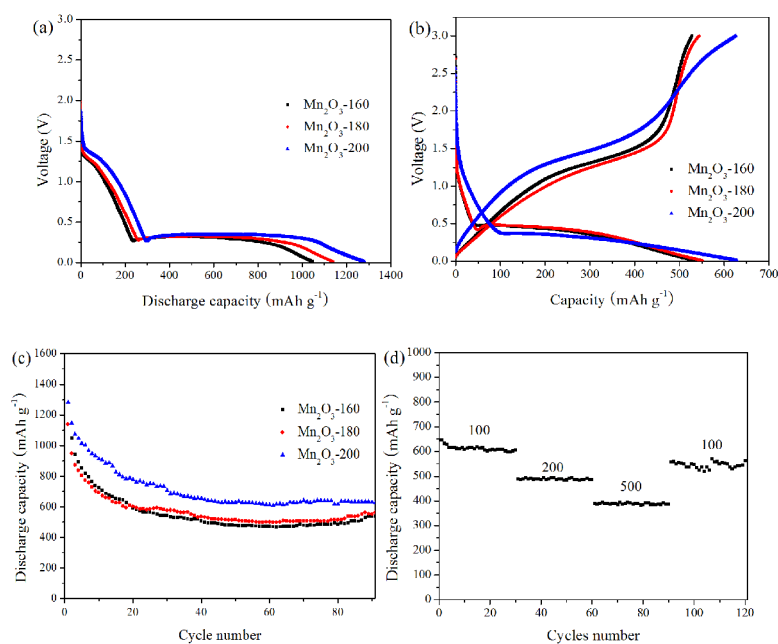 (a)
3.0
2.5
2.0
1.5
1.0
0.5
0.0
Voltage (V)
Mn₂O₃-160
Mn₂O₃-180
Mn₂O₃-200
0 200 400 600 800 1000 1200 1400
Discharge capacity (mAh g⁻¹)
(b)
3.0
2.5
2.0
1.5
1.0
0.5
0.0
Voltage (V)
Mn₂O₃-160
Mn₂O₃-180
Mn₂O₃-200
0 100 200 300 400 500 600 700
Capacity (mAh g⁻¹)
(c)
1600
1400
1200
1000
800
600
400
200
0
Discharge capacity (mAh g⁻¹)
Mn₂O₃-160
Mn₂O₃-180
Mn₂O₃-200
0 20 40 60 80
Cycle number
(d)
1000
900
800
700
600
500
400
300
200
100
0
Discharge capacity (mAh g⁻¹)
100
200
500
100
0 20 40 60 80 100 120
Cycles number